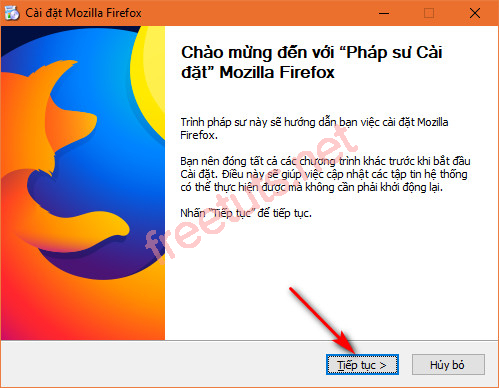 Cài đặt Mozilla Firefox
Chào mừng đến với “Pháp sư Cài
đặt” Mozilla Firefox
Trình pháp sư này sẽ hướng dẫn bạn việc cài đặt Mozilla
Firefox.
Bạn nên đóng tất cả các chương trình khác trước khi bắt đầu
Cài đặt. Điều này sẽ giúp việc cập nhật các tập tin hệ thống
có thể thực hiện được mà không cần phải khởi động lại.
Nhấn "Tiếp tục" để tiếp tục.
freetuts.net
Tiếp tục >
Hủy bỏ